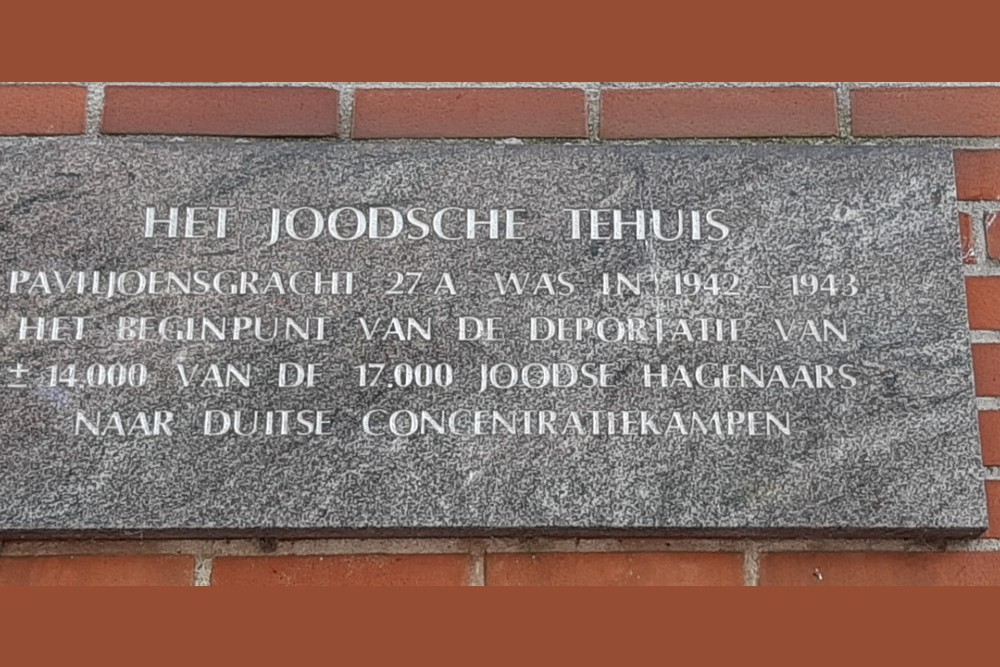 HET JOODSCHE TEHUIS
PAVILJOENSGRACHT 27A WAS IN 1942 - 1943
HET BEGINPUNT VAN DE DEPORTATIE VAN
± 14.000 VAN DE 17.000 JOODSE HAGENAARS
NAAR DUITSE CONCENTRATIEKAMPEN